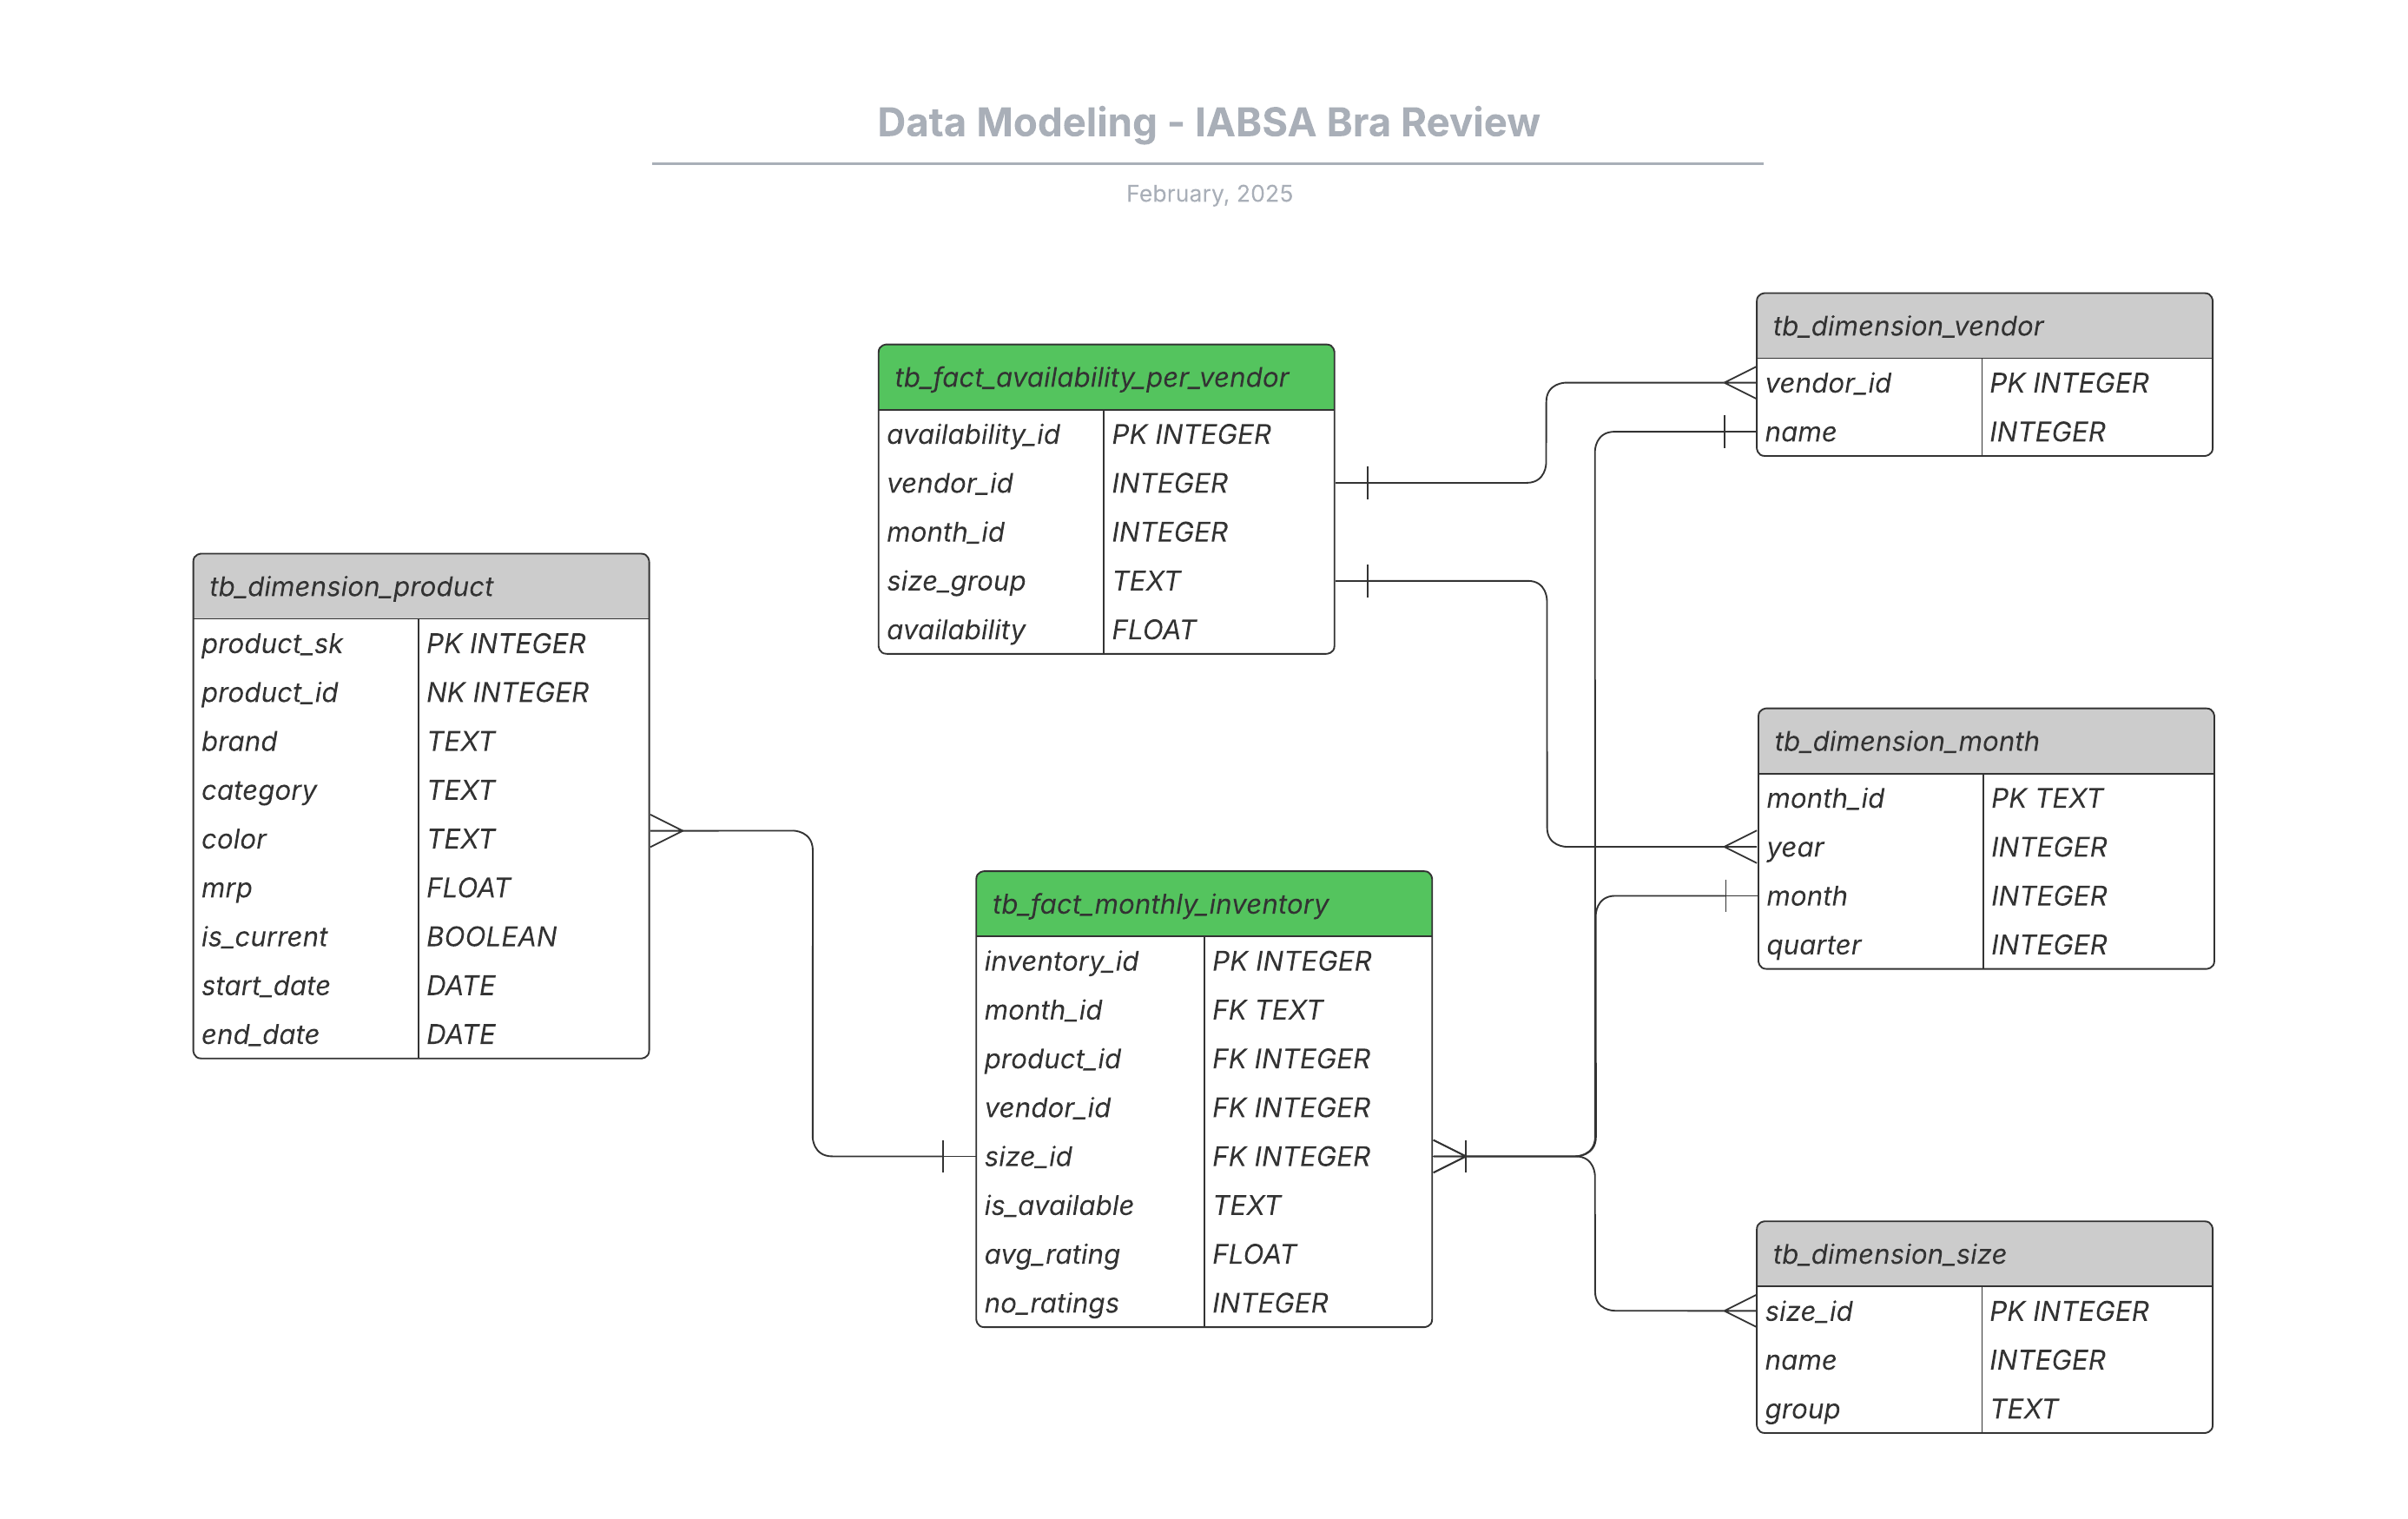 Data Modeling - IABSA Bra Review
February, 2025
tb_dimension_vendor
vendor_id PK INTEGER
name INTEGER
tb_fact_availability_per_vendor
availability_id PK INTEGER
vendor_id INTEGER
month_id INTEGER
size_group TEXT
availability FLOAT
tb_dimension_product
product_sk PK INTEGER
product_id NK INTEGER
brand TEXT
category TEXT
color TEXT
mrp FLOAT
is_current BOOLEAN
start_date DATE
end_date DATE
tb_dimension_month
month_id PK TEXT
year INTEGER
month INTEGER
quarter INTEGER
tb_fact_monthly_inventory
inventory_id PK INTEGER
month_id FK TEXT
product_id FK INTEGER
vendor_id FK INTEGER
size_id FK INTEGER
is_available TEXT
avg_rating FLOAT
no_ratings INTEGER
tb_dimension_size
size_id PK INTEGER
name INTEGER
group TEXT